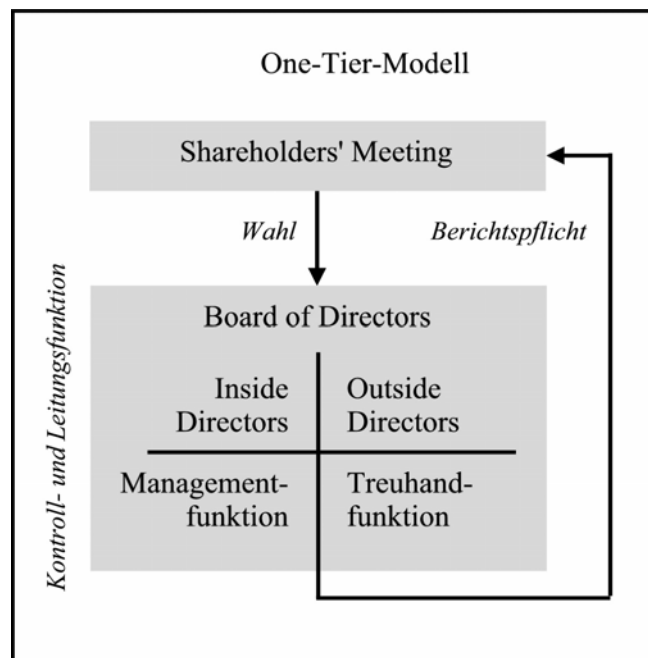 One-Tier-Modell
Shareholders' Meeting
Wahl
Berichtspflicht
Kontroll- und Leitungsfunktion
Board of Directors
Inside
Directors
Outside
Directors
Management-
funktion
Treuhand-
funktion